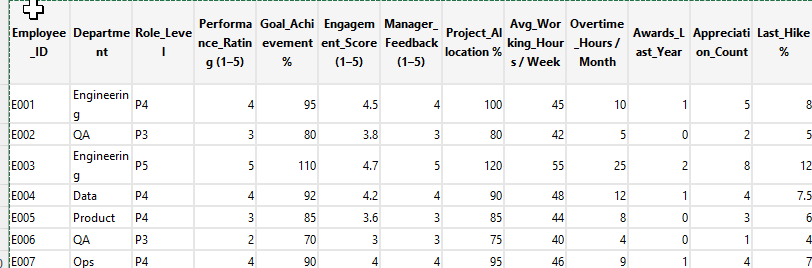 Employee_ID Department Role_Level Performance_Rating (1–5) Goal_Achievement % Engagement_Score (1–5) Manager_Feedback (1–5) Project_Allocation % Avg_Working_Hours / Week Overtime_Hours / Month Awards_Last_Year Appreciation_Count Last_Hike %
E001 Engineering P4 4 95 4.5 4 100 45 10 1 5 8
E002 QA P3 3 80 3.8 3 80 42 5 0 2 5
E003 Engineering P5 5 110 4.7 5 120 55 25 2 8 12
E004 Data P4 4 92 4.2 4 90 48 12 1 4 7.5
E005 Product P4 3 85 3.6 3 85 44 8 0 3 6
E006 QA P3 2 70 3 3 75 40 4 0 1 4
E007 Ops P4 4 90 4 4 95 46 9 1 4 7